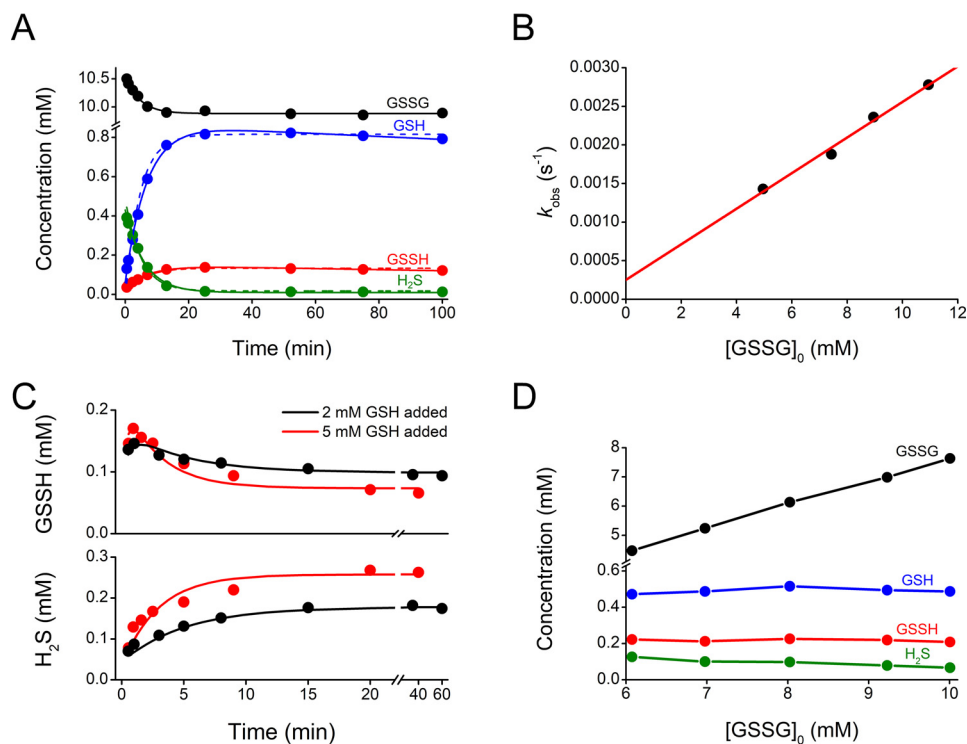 A
Concentration (mM)
10.5
10.0
0.8
0.6
0.4
0.2
0.0
GSSG
GSH
GSSH
H₂S
0 20 40 60 80 100
Time (min)
B
k_obs (s⁻¹)
0.0030
0.0025
0.0020
0.0015
0.0010
0.0005
0.0000
0 2 4 6 8 10 12
[GSSG]₀ (mM)
C
GSSH (mM)
0.2
0.1
0.0
2 mM GSH added
5 mM GSH added
H₂S (mM)
0.3
0.2
0.1
0.0
0 5 10 15 20 40 60
Time (min)
D
Concentration (mM)
8
7
6
5
0.6
0.4
0.2
0.0
GSSG
GSH
GSSH
H₂S
6 7 8 9 10
[GSSG]₀ (mM)